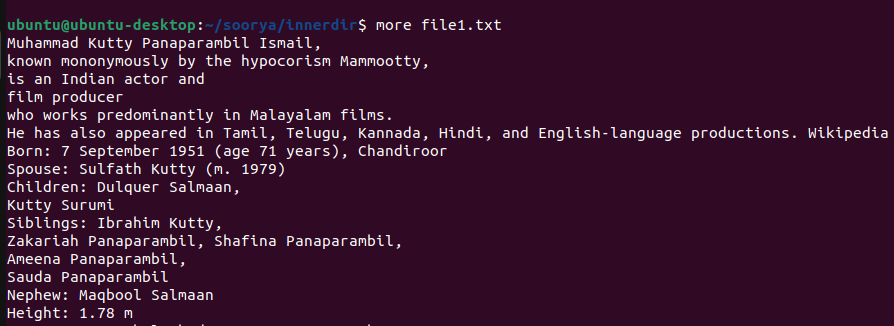 ubuntu@ubuntu-desktop:~/soorya/innerdir$ more file1.txt
Muhammad Kutty Panaparambil Ismail,
known mononymously by the hypocorism Mammootty,
is an Indian actor and
film producer
who works predominantly in Malayalam films.
He has also appeared in Tamil, Telugu, Kannada, Hindi, and English-language productions. Wikipedia
Born: 7 September 1951 (age 71 years), Chandiroor
Spouse: Sulfath Kutty (m. 1979)
Children: Dulquer Salmaan,
Kutty Surumi
Siblings: Ibrahim Kutty,
Zakariah Panaparambil, Shafina Panaparambil,
Ameena Panaparambil,
Sauda Panaparambil
Nephew: Maqbool Salmaan
Height: 1.78 m